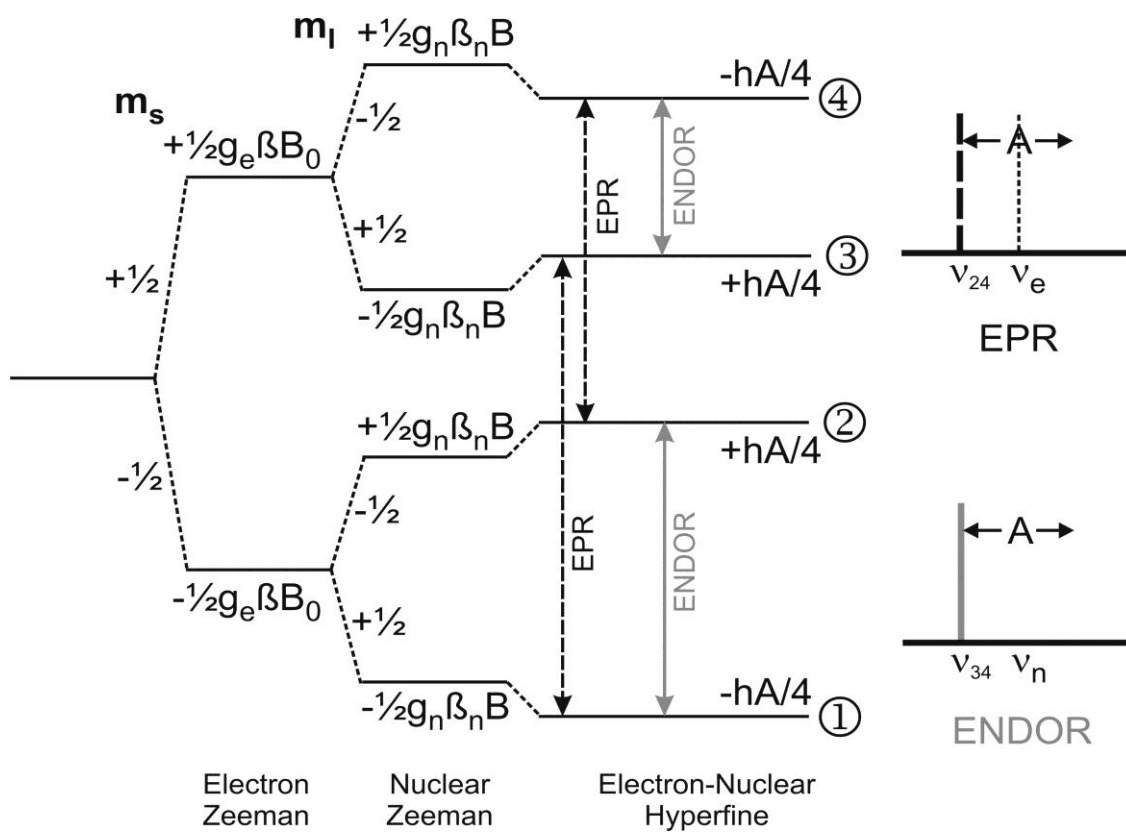 m_I
+½g_nß_nB
-hA/4
④
m_s
-½
+½g_eßB_0
EPR
ENDOR
A
+½
+½
③
+hA/4
-½g_nß_nB
ν_24
ν_e
EPR
+½g_nß_nB
②
+hA/4
-½
-½
EPR
ENDOR
A
-½g_eßB_0
+½
ν_34
ν_n
-hA/4
-½g_nß_nB
①
ENDOR
Electron
Zeeman
Nuclear
Zeeman
Electron-Nuclear
Hyperfine